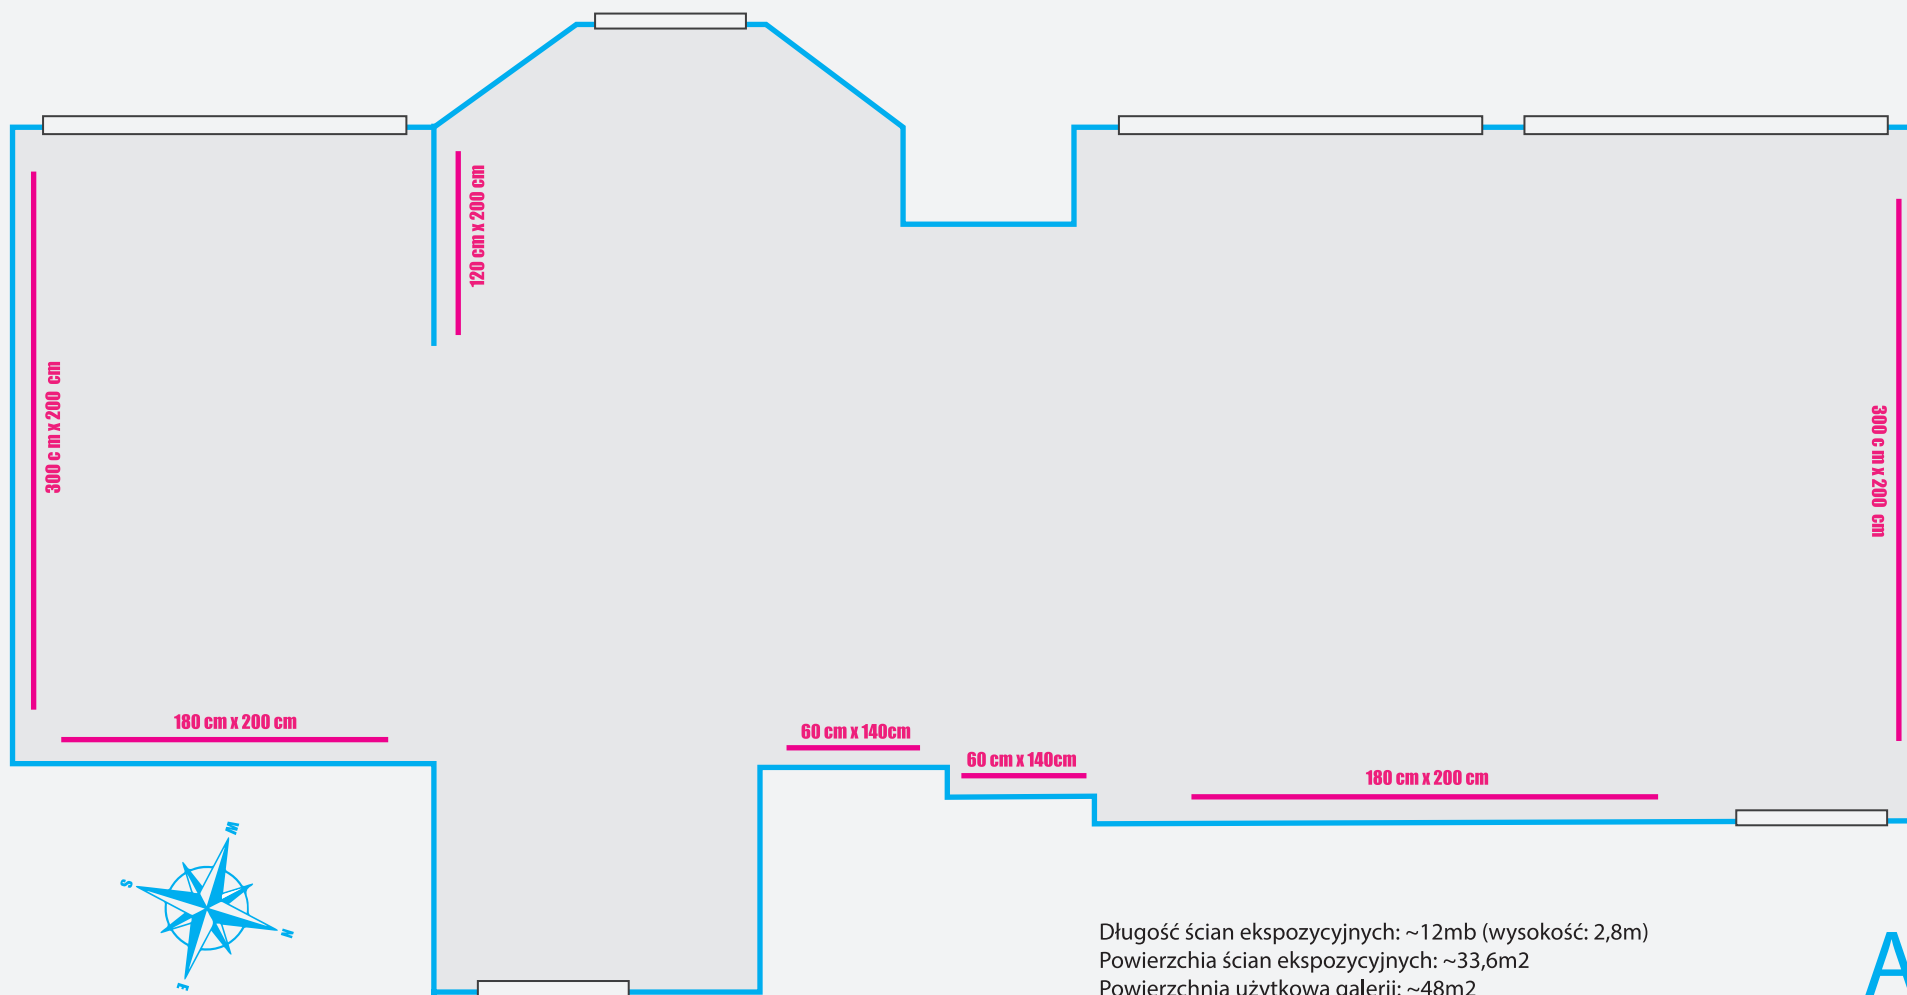 120 cm x 200 cm
300 c m x 200 cm
300 c m x 200 cm
180 cm x 200 cm
60 cm x 140cm
60 cm x 140cm
180 cm x 200 cm
W
S
N
E
Długość ścian ekspozycyjnych: ~12mb (wysokość: 2,8m)
Powierzchia ścian ekspozycyjnych: ~33,6m2
Powierzchnia użytkowa galerii: ~48m2
A